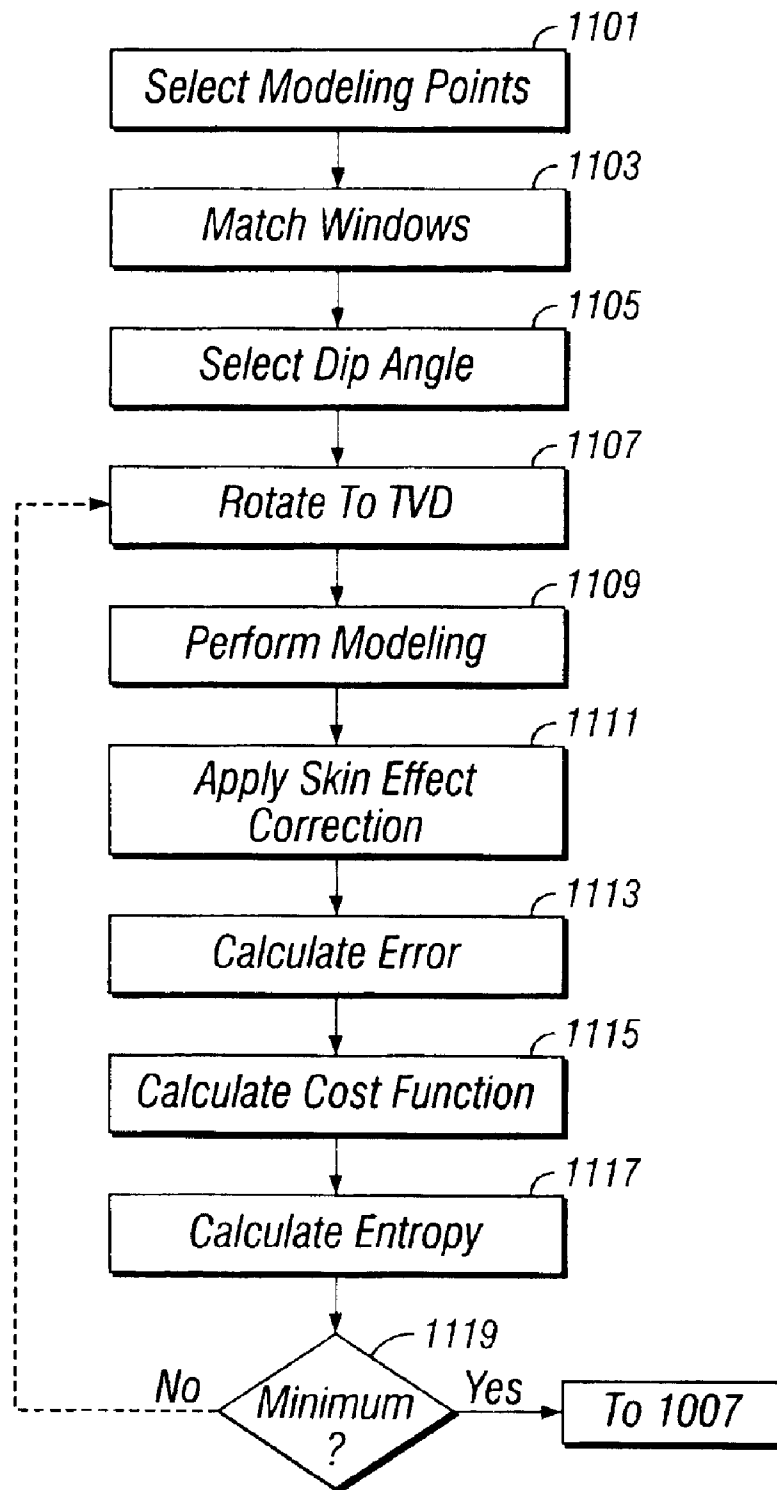 1101
Select Modeling Points
1103
Match Windows
1105
Select Dip Angle
1107
Rotate To TVD
1109
Perform Modeling
1111
Apply Skin Effect
Correction
1113
Calculate Error
1115
Calculate Cost Function
1117
Calculate Entropy
1119
No
Minimum
?
Yes
To 1007